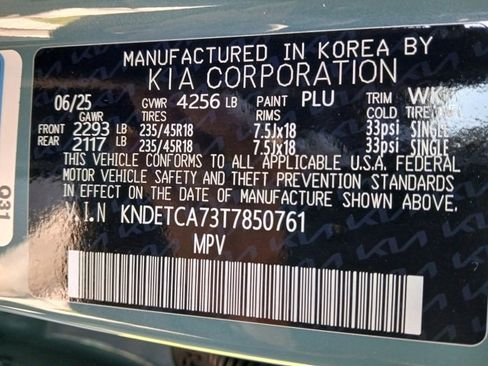 MANUFACTURED IN KOREA BY
KIA CORPORATION
06/25 GVWR 4256 LB PAINT PLU TRIM WK
GAWR TIRES RIMS COLD TIRE
FRONT 2293 LB 235/45R18 7.5Jx18 33psi SINGLE
REAR 2117 LB 235/45R18 7.5Jx18 33psi SINGLE
THIS VEHICLE CONFORMS TO ALL APPLICABLE U.S.A. FEDERAL
MOTOR VEHICLE SAFETY AND THEFT PREVENTION STANDARDS
IN EFFECT ON THE DATE OF MANUFACTURE SHOWN ABOVE.
V.I.N KNDETCA73T7850761
MPV
031